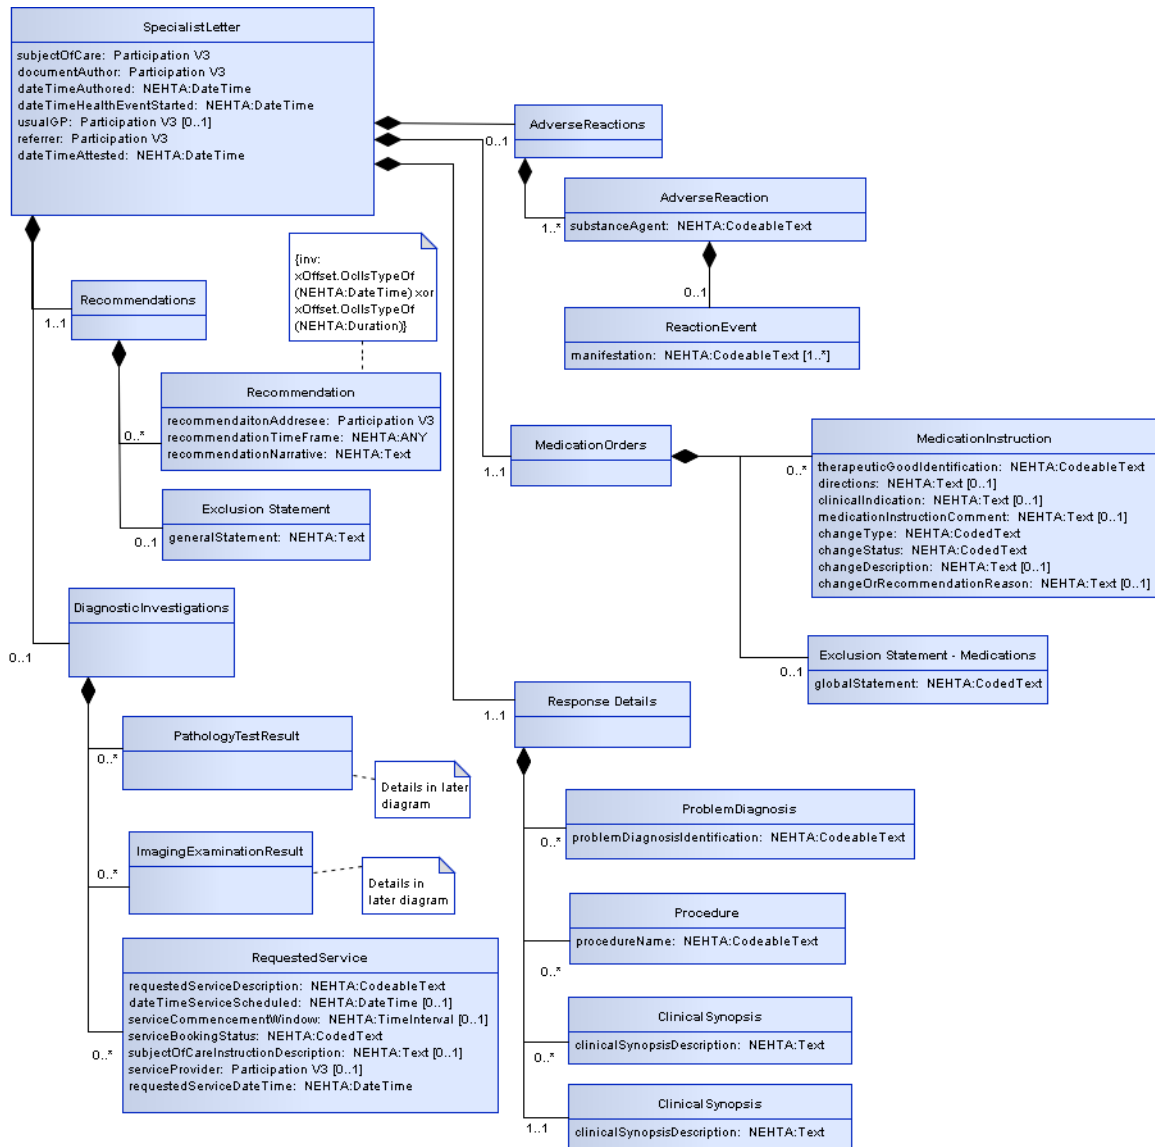 SpecialistLetter
subjectOfCare: Participation V3
documentAuthor: Participation V3
dateTimeAuthored: NEHTA:DateTime
dateTimeHealthEventStarted: NEHTA:DateTime
usualGP: Participation V3 [0..1]
referrer: Participation V3
dateTimeAttested: NEHTA:DateTime
AdverseReactions
0..1
AdverseReaction
substanceAgent: NEHTA:CodeableText
1..*
0..1
ReactionEvent
manifestation: NEHTA:CodeableText [1..*]
{inv:
xOffset.OclIsTypeOf
(NEHTA:DateTime) xor
xOffset.OclIsTypeOf
(NEHTA:Duration)}
Recommendations
1..1
Recommendation
recommendaitonAddresee: Participation V3
recommendationTimeFrame: NEHTA:ANY
recommendationNarrative: NEHTA:Text
0..*
Exclusion Statement
generalStatement: NEHTA:Text
0..1
MedicationOrders
1..1
MedicationInstruction
therapeuticGoodIdentification: NEHTA:CodeableText
directions: NEHTA:Text [0..1]
clinicalIndication: NEHTA:Text [0..1]
medicationInstructionComment: NEHTA:Text [0..1]
changeType: NEHTA:CodedText
changeStatus: NEHTA:CodedText
changeDescription: NEHTA:Text [0..1]
changeOrRecommendationReason: NEHTA:Text [0..1]
0..*
Exclusion Statement - Medications
globalStatement: NEHTA:CodedText
0..1
DiagnosticInvestigations
0..1
PathologyTestResult
0..*
Details in later
diagram
ImagingExaminationResult
0..*
Details in
later diagram
RequestedService
requestedServiceDescription: NEHTA:CodeableText
dateTimeServiceScheduled: NEHTA:DateTime [0..1]
serviceCommencementWindow: NEHTA:TimeInterval [0..1]
serviceBookingStatus: NEHTA:CodedText
subjectOfCareInstructionDescription: NEHTA:Text [0..1]
serviceProvider: Participation V3 [0..1]
requestedServiceDateTime: NEHTA:DateTime
0..*
Response Details
1..1
ProblemDiagnosis
problemDiagnosisIdentification: NEHTA:CodeableText
0..*
Procedure
procedureName: NEHTA:CodeableText
0..*
ClinicalSynopsis
clinicalSynopsisDescription: NEHTA:Text
0..*
ClinicalSynopsis
clinicalSynopsisDescription: NEHTA:Text
1..1